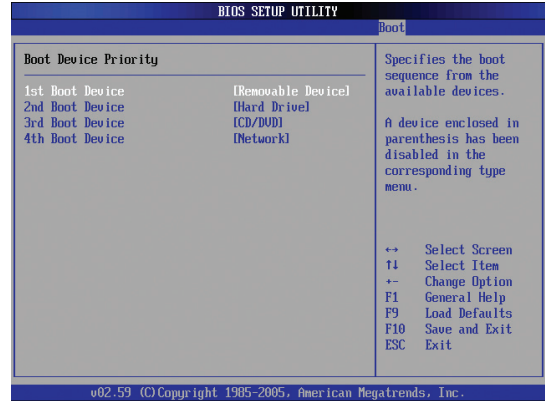 BIOS SETUP UTILITY
Boot
Boot Device Priority
1st Boot Device [Removable Device]
2nd Boot Device [Hard Drive]
3rd Boot Device [CD/DVD]
4th Boot Device [Network]
Specifies the boot
sequence from the
available devices.
A device enclosed in
parenthesis has been
disabled in the
corresponding type
menu.
↔ Select Screen
↑↓ Select Item
+- Change Option
F1 General Help
F9 Load Defaults
F10 Save and Exit
ESC Exit
v02.59 (C)Copyright 1985-2005, American Megatrends, Inc.